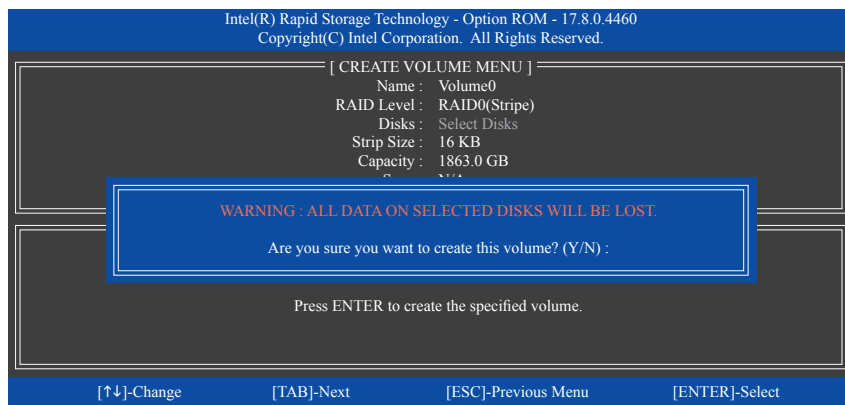 Intel(R) Rapid Storage Technology - Option ROM - 17.8.0.4460
Copyright(C) Intel Corporation. All Rights Reserved.
[ CREATE VOLUME MENU ]
Name : Volume0
RAID Level : RAID0(Stripe)
Disks : Select Disks
Strip Size : 16 KB
Capacity : 1863.0 GB
WARNING : ALL DATA ON SELECTED DISKS WILL BE LOST.
Are you sure you want to create this volume? (Y/N) :
Press ENTER to create the specified volume.
[↑↓]-Change [TAB]-Next [ESC]-Previous Menu [ENTER]-Select